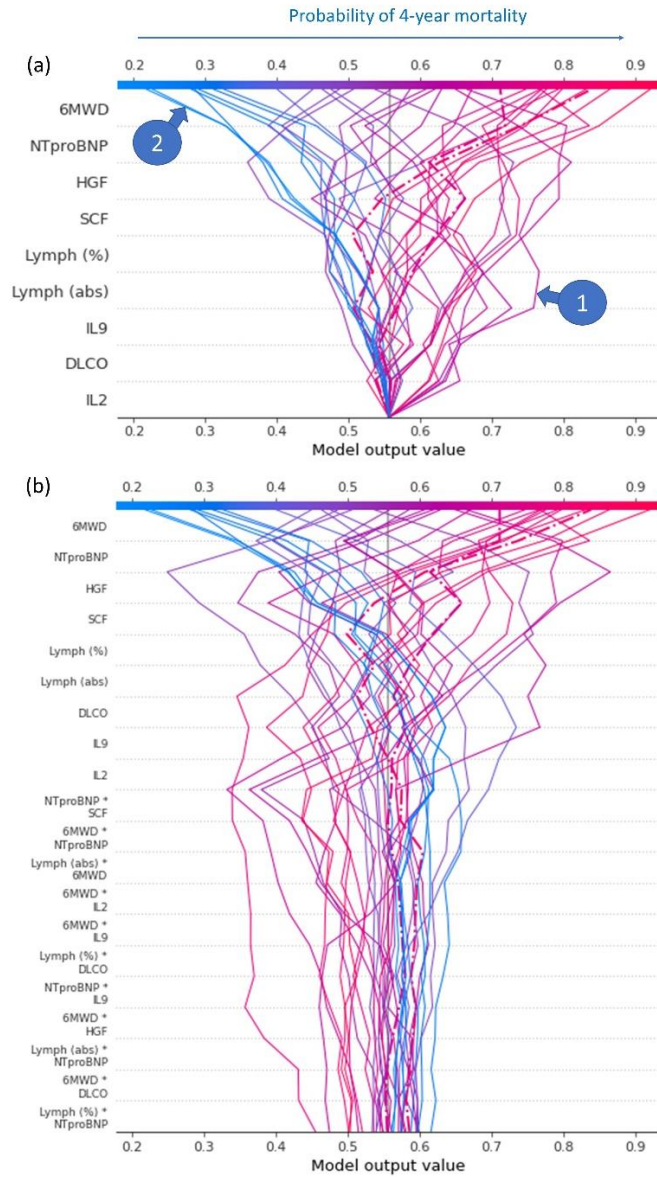 Probability of 4-year mortality
(a)
0.2 0.3 0.4 0.5 0.6 0.7 0.8 0.9
6MWD
2
NTproBNP
HGF
SCF
Lymph (%)
Lymph (abs)
1
IL9
DLCO
IL2
0.2 0.3 0.4 0.5 0.6 0.7 0.8 0.9
Model output value
(b)
0.2 0.3 0.4 0.5 0.6 0.7 0.8 0.9
6MWD
NTproBNP
HGF
SCF
Lymph (%)
Lymph (abs)
DLCO
IL9
IL2
NTproBNP *
SCF
6MWD *
NTproBNP
Lymph (abs) *
6MWD
6MWD *
IL2
6MWD *
IL9
Lymph (%) *
DLCO
NTproBNP *
IL9
6MWD *
HGF
Lymph (abs) *
NTproBNP
6MWD *
DLCO
Lymph (%) *
NTproBNP
0.2 0.3 0.4 0.5 0.6 0.7 0.8 0.9
Model output value